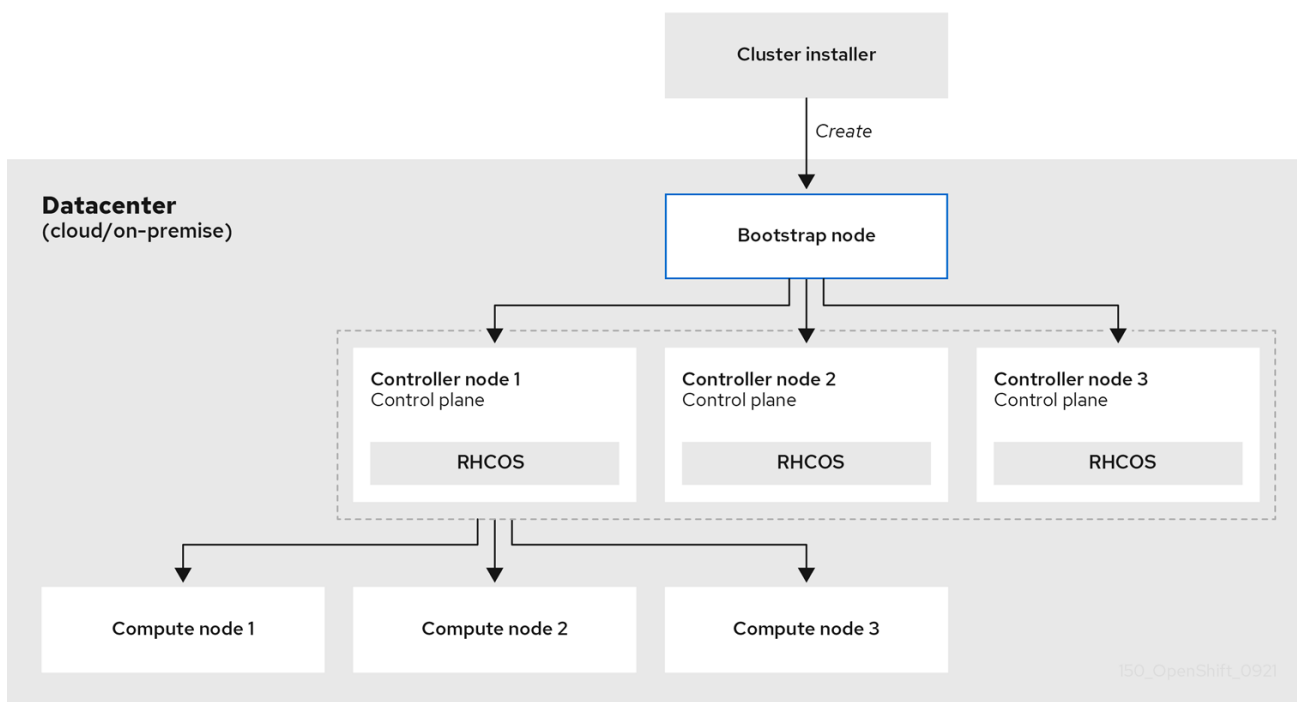 Cluster installer
Create
Datacenter
(cloud/on-premise)
Bootstrap node
Controller node 1
Control plane
RHCOS
Controller node 2
Control plane
RHCOS
Controller node 3
Control plane
RHCOS
Compute node 1
Compute node 2
Compute node 3
150_OpenShift_0921